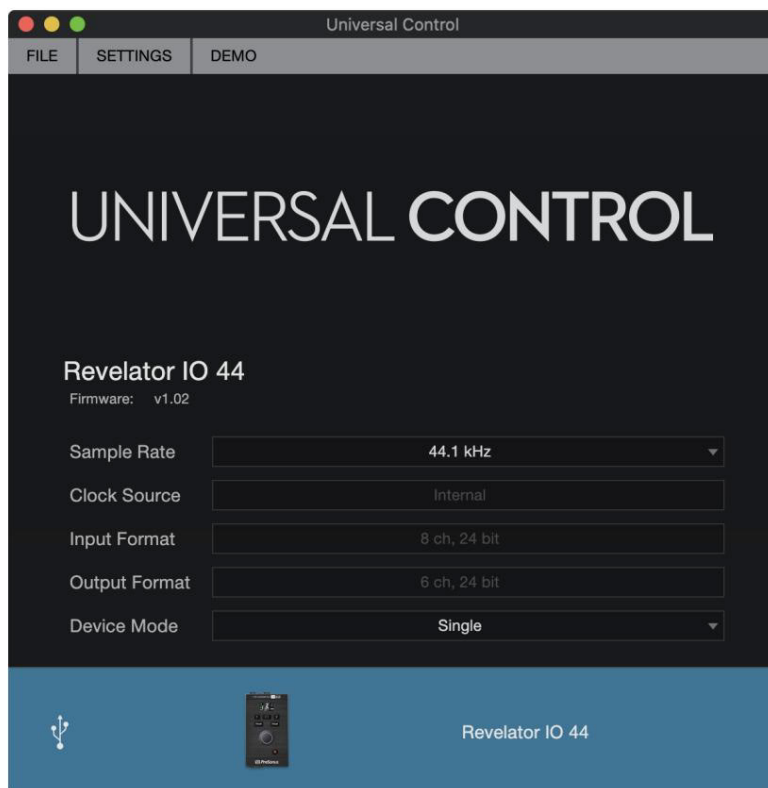 Universal Control
FILE SETTINGS DEMO
UNIVERSAL CONTROL
Revelator IO 44
Firmware: v1.02
Sample Rate 44.1 kHz
Clock Source Internal
Input Format 8 ch, 24 bit
Output Format 6 ch, 24 bit
Device Mode Single
PreSonus
Revelator IO 44